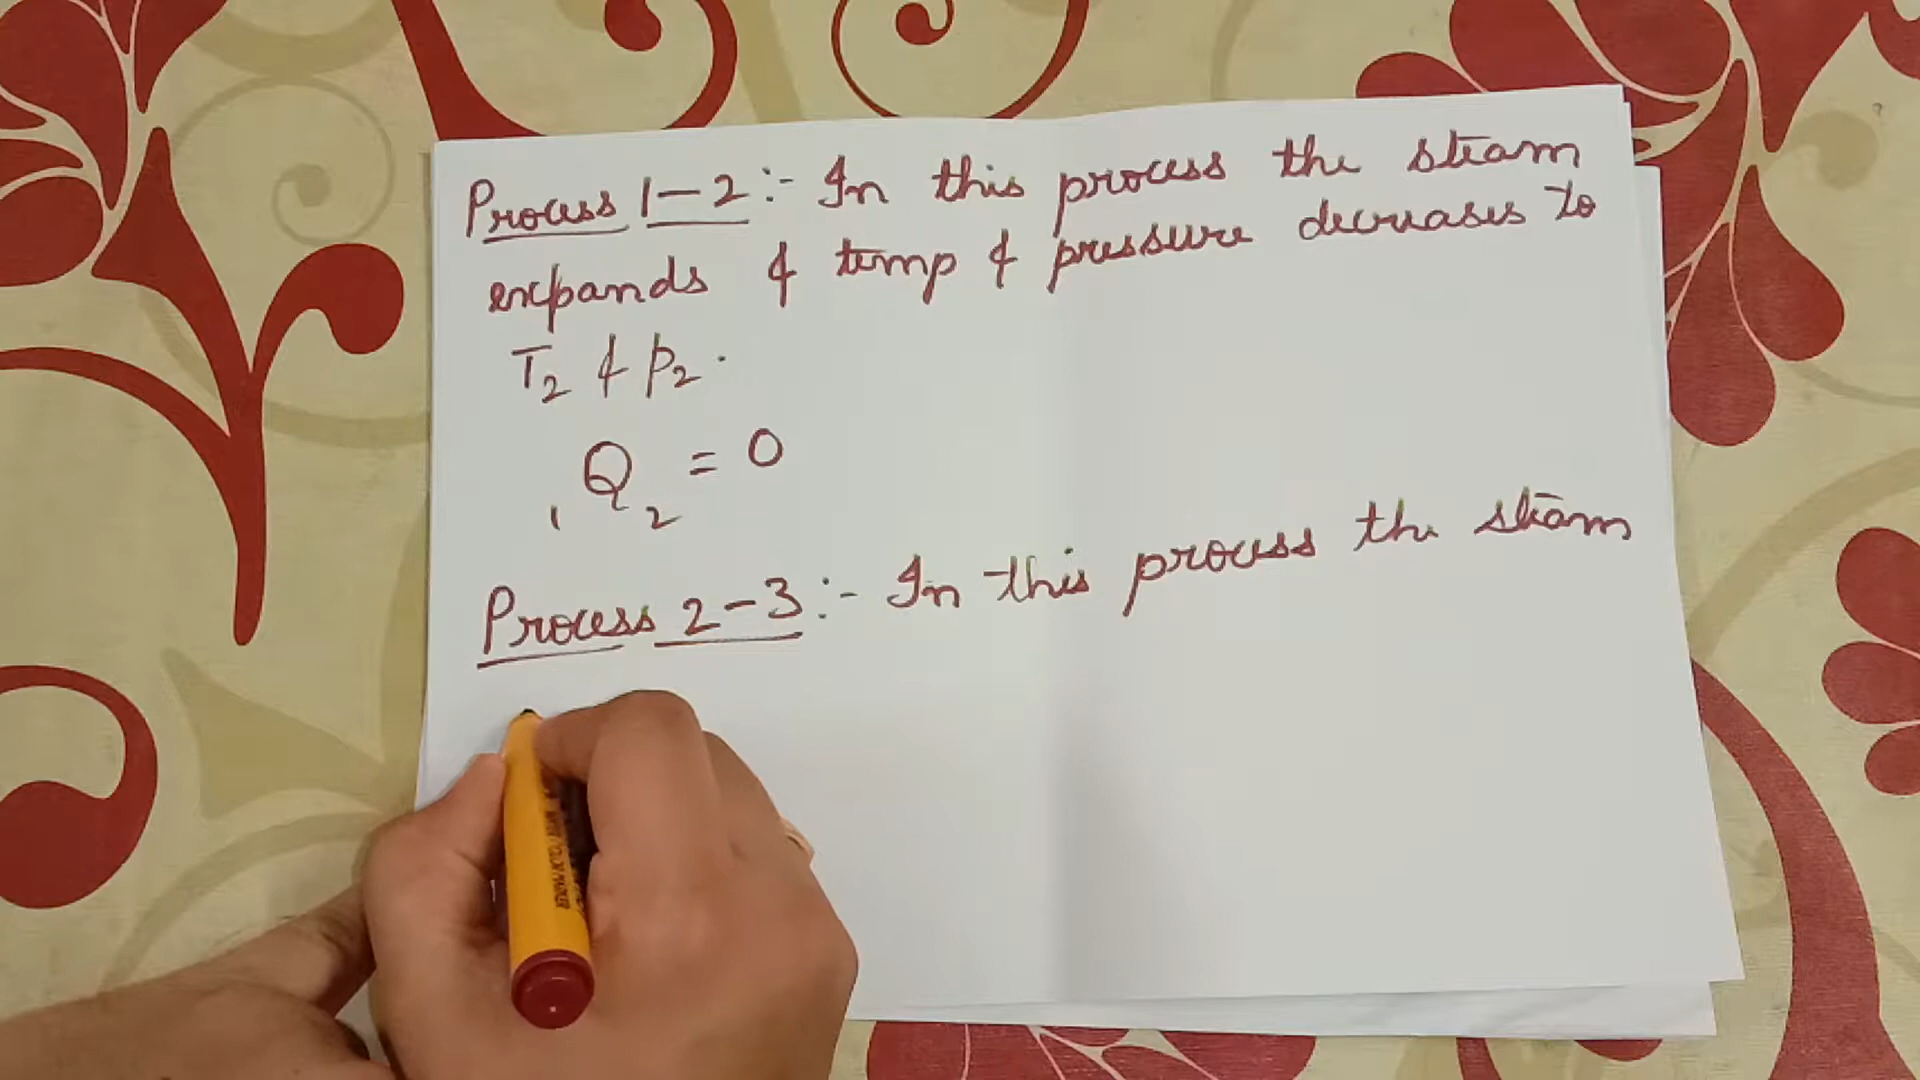 Process 1-2:- In this process the steam
expands & temp & pressure decreases to
T₂ & p₂.
₁Q₂ = 0
Process 2-3:- In this process the steam